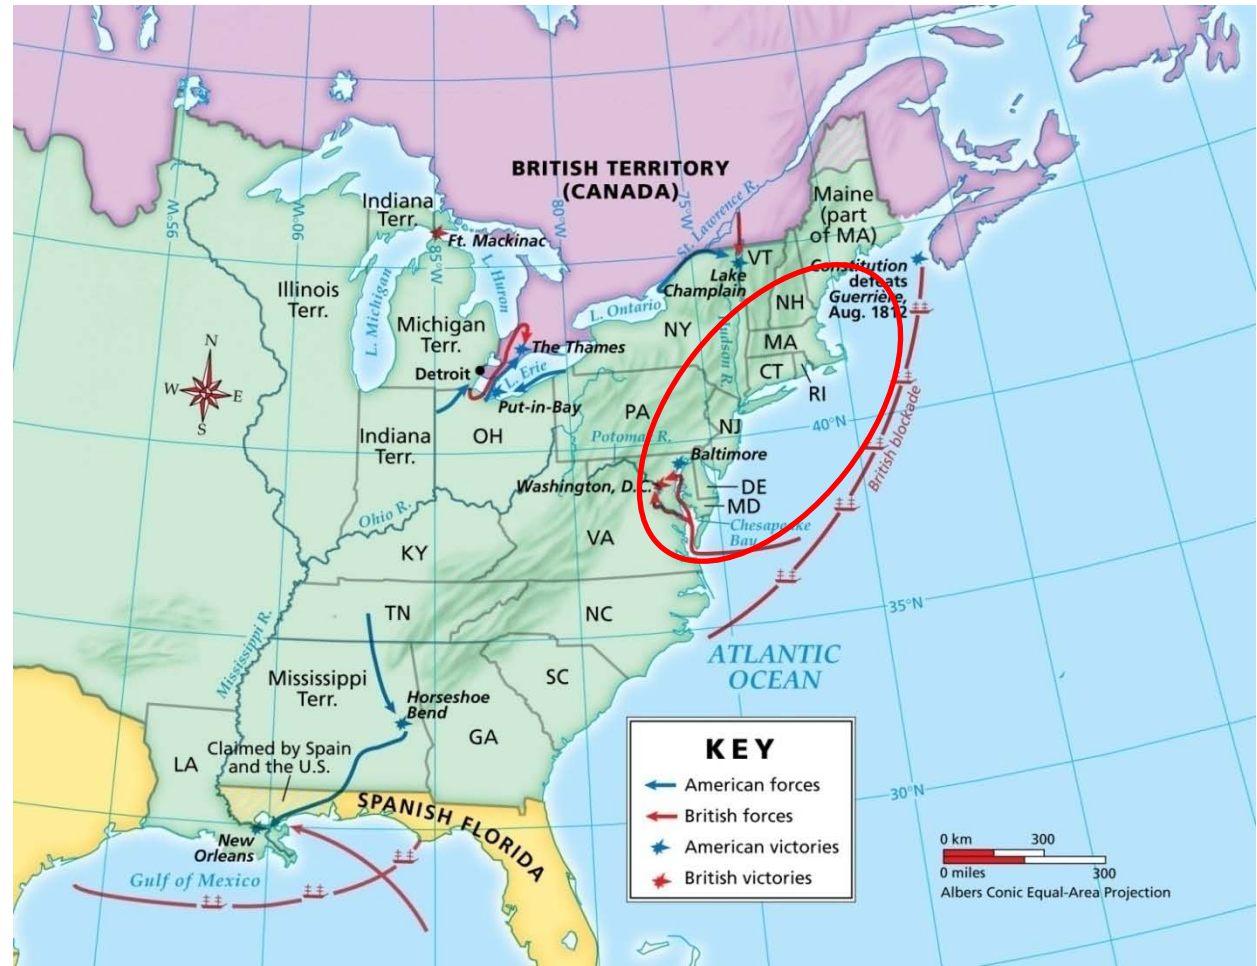 BRITISH TERRITORY
(CANADA)
95°W
90°W
85°W
80°W
75°W
St. Lawrence R.
Maine
(part
of MA)
Indiana
Terr.
Ft. Mackinac
L. Michigan
L. Huron
Illinois
Terr.
Michigan
Terr.
Detroit
The Thames
L. Erie
Put-in-Bay
L. Ontario
Lake
Champlain
VT
NH
Constitution
defeats
Guerrière,
Aug. 1812
NY
Hudson R.
MA
CT
RI
N
W
E
S
Indiana
Terr.
OH
PA
NJ
40°N
Potomac R.
Baltimore
Washington, D.C.
DE
MD
Chesapeake
Bay
British blockade
Ohio R.
KY
VA
TN
NC
35°N
Mississippi R.
Mississippi
Terr.
Horseshoe
Bend
SC
GA
ATLANTIC
OCEAN
LA
Claimed by Spain
and the U.S.
SPANISH FLORIDA
New
Orleans
Gulf of Mexico
30°N
KEY
American forces
British forces
American victories
British victories
0 km 300
0 miles 300
Albers Conic Equal-Area Projection